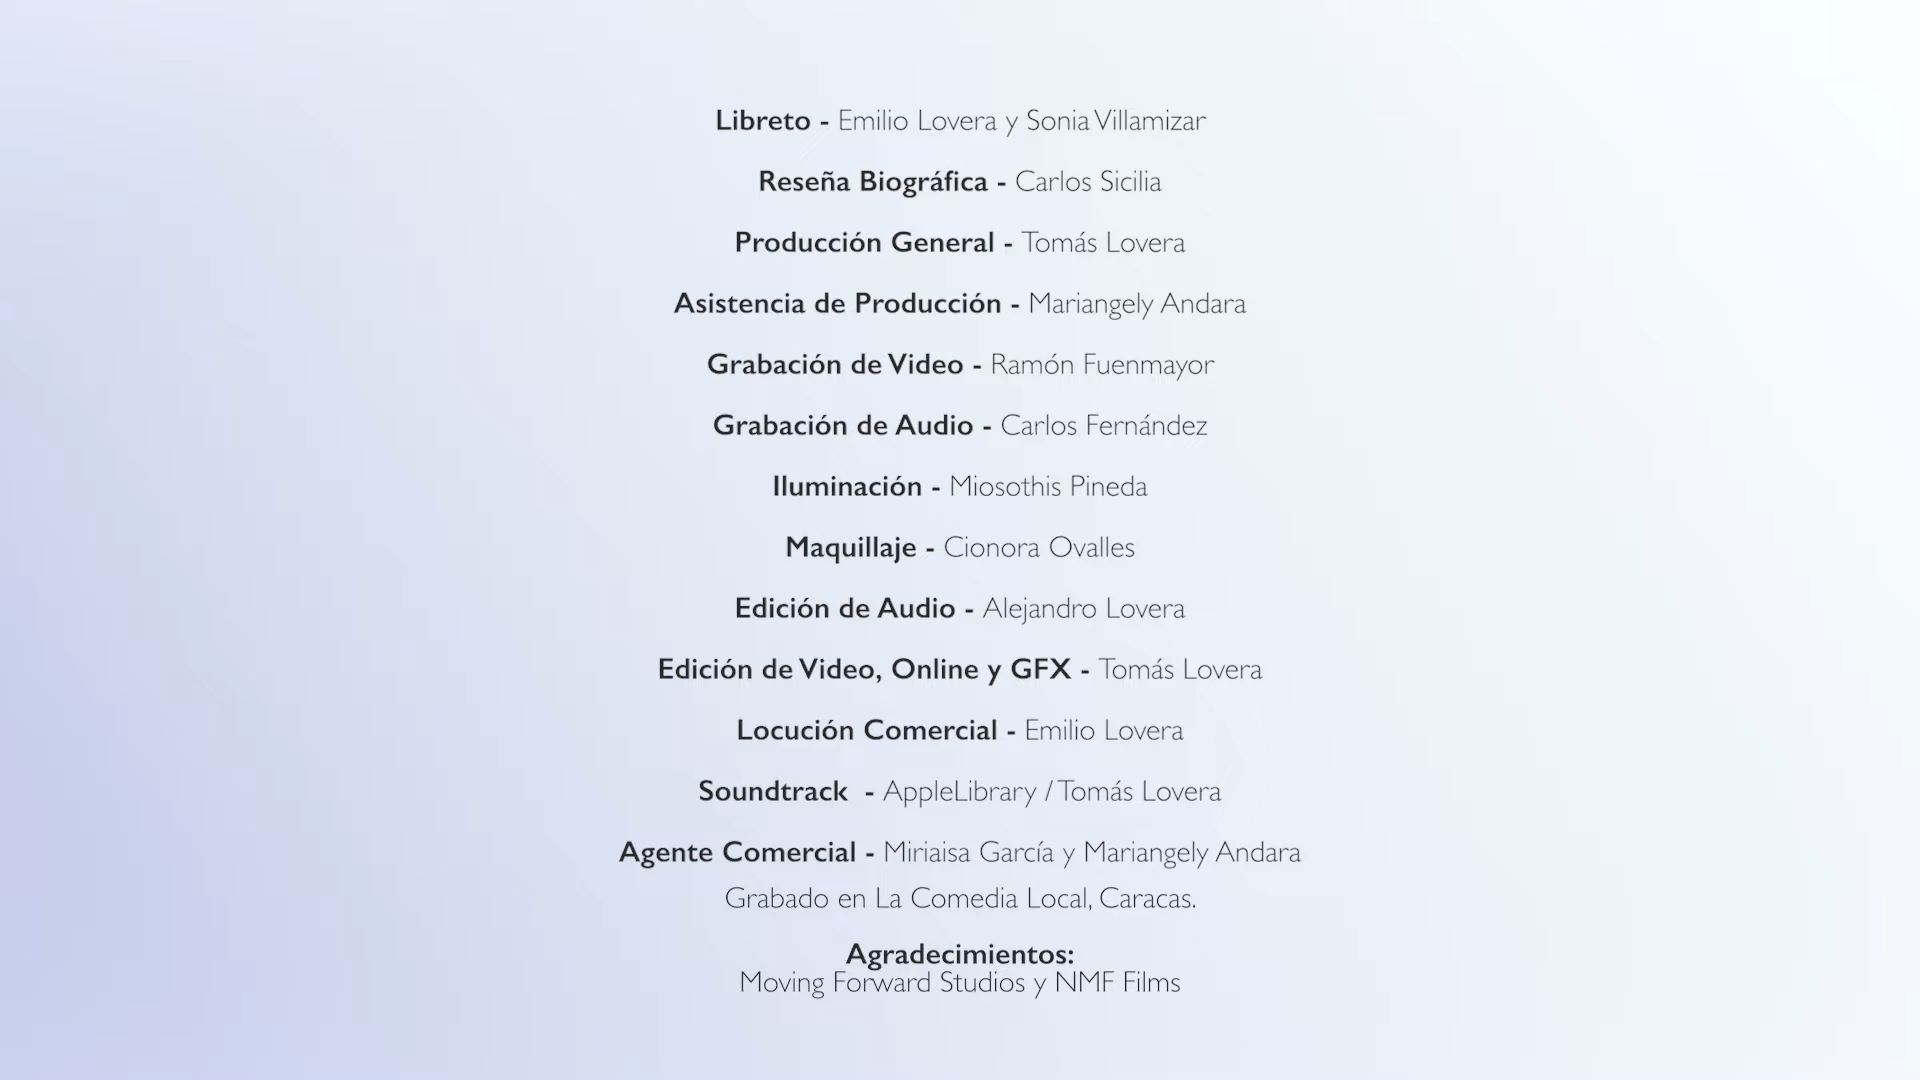 Libreto - Emilio Lovera y Sonia Villamizar
Reseña Biográfica - Carlos Sicilia
Producción General - Tomás Lovera
Asistencia de Producción - Mariangely Andara
Grabación de Video - Ramón Fuenmayor
Grabación de Audio - Carlos Fernández
Iluminación - Miosothis Pineda
Maquillaje - Cionora Ovalles
Edición de Audio - Alejandro Lovera
Edición de Video, Online y GFX - Tomás Lovera
Locución Comercial - Emilio Lovera
Soundtrack - AppleLibrary / Tomás Lovera
Agente Comercial - Miriaisa García y Mariangely Andara
Grabado en La Comedia Local, Caracas.
Agradecimientos:
Moving Forward Studios y NMF Films